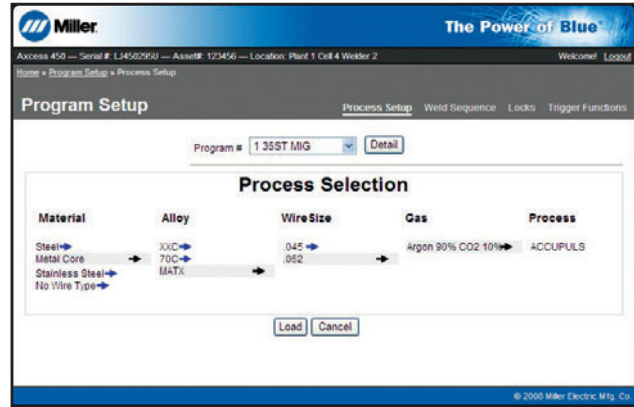 Miller.
The Power of Blue
Axcess 450 — Serial #: LJ450295U — Asset#: 123456 — Location: Plant 1 Cell 4 Welder 2 Welcome! Logout
Home » Program Setup » Process Setup
Program Setup Process Setup Weld Sequence Locks Trigger Functions
Program # 1 35ST MIG Detail
Process Selection
Material Alloy Wire Size Gas Process
Steel XXC .045 Argon 90% CO2 10% ACCUPULS
Metal Core 70C .052
Stainless Steel MATX
No Wire Type
Load Cancel
© 2008 Miller Electric Mfg. Co.